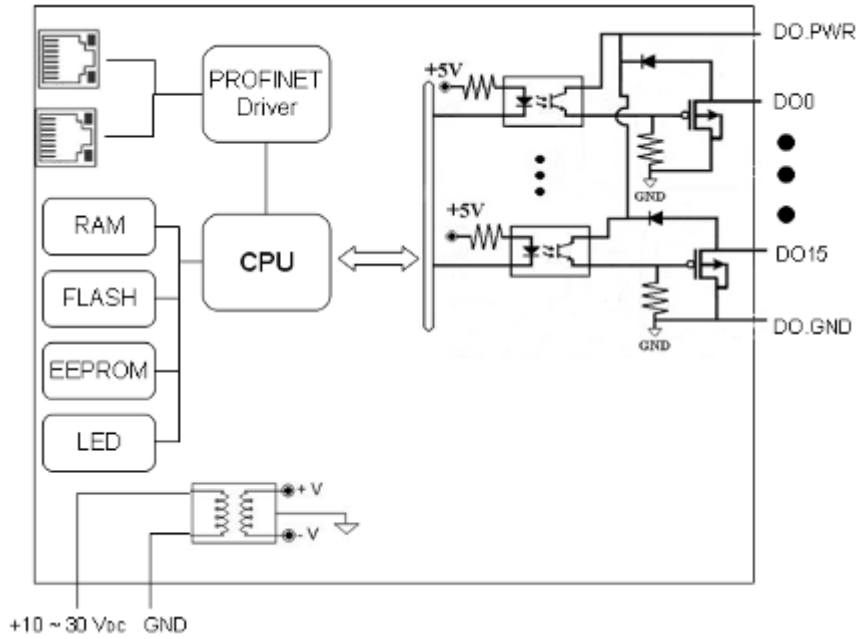 DO.PWR
PROFINET
Driver
+5V
DO0
GND
RAM
CPU
+5V
DO15
FLASH
GND
DO.GND
EEPROM
LED
+ V
- V
+10 ~ 30 VDC GND